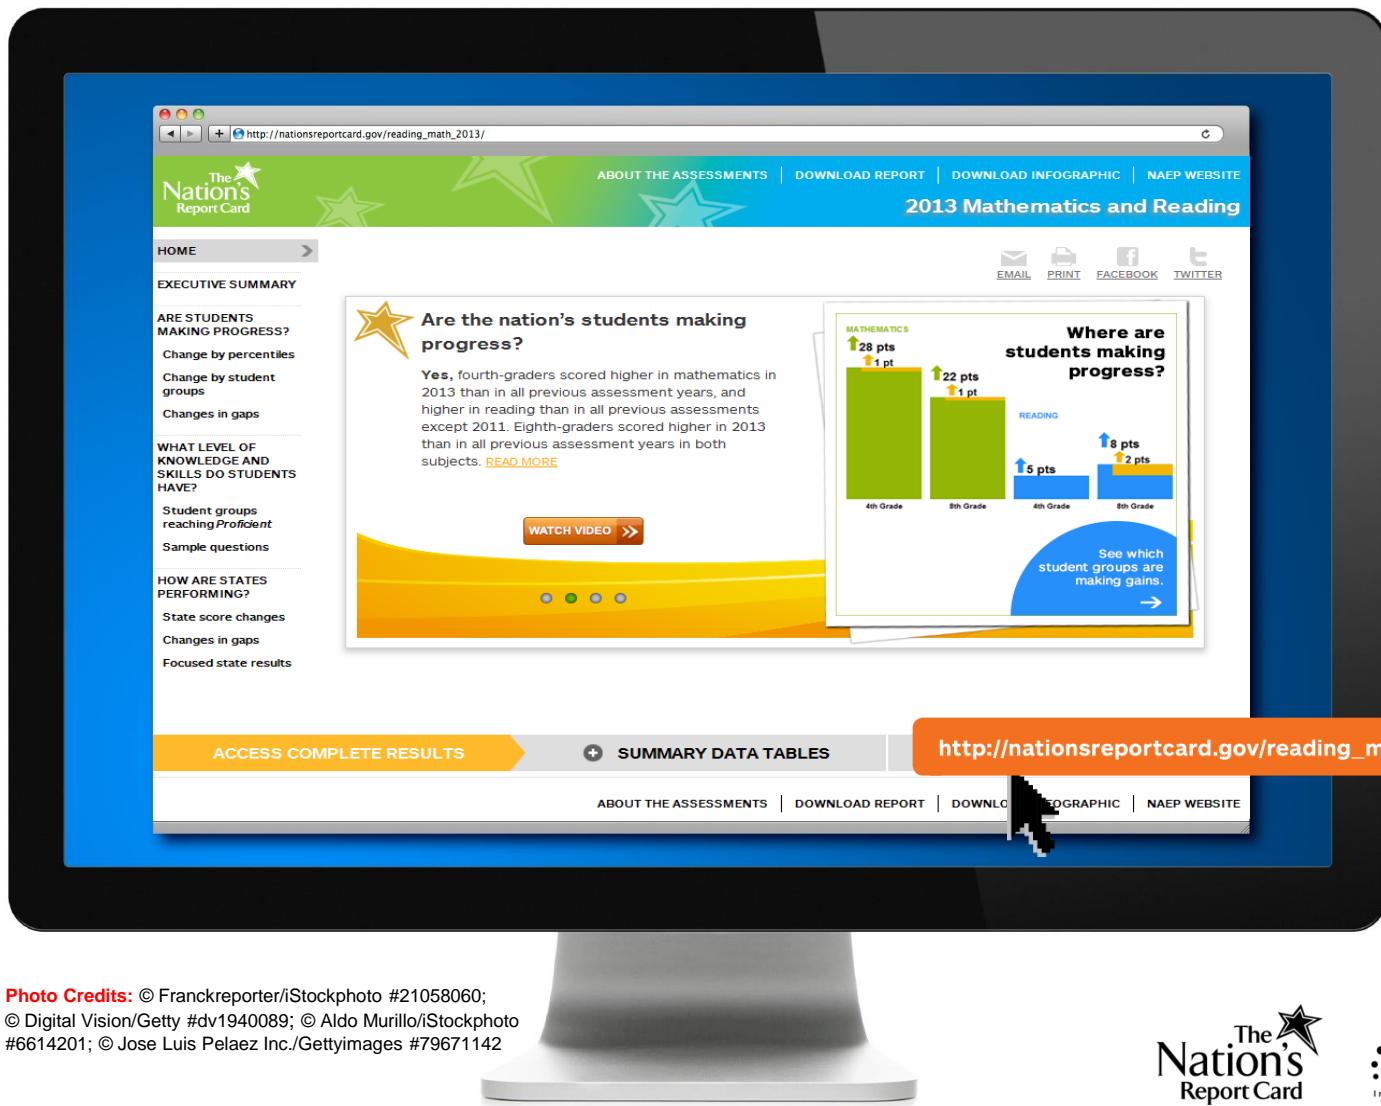 http://nationsreportcard.gov/reading_math_2013/
The
Nation's
Report Card
ABOUT THE ASSESSMENTS
DOWNLOAD REPORT
DOWNLOAD INFOGRAPHIC
NAEP WEBSITE
2013 Mathematics and Reading
HOME
EXECUTIVE SUMMARY
ARE STUDENTS
MAKING PROGRESS?
Change by percentiles
Change by student
groups
Changes in gaps
WHAT LEVEL OF
KNOWLEDGE AND
SKILLS DO STUDENTS
HAVE?
Student groups
reaching Proficient
Sample questions
HOW ARE STATES
PERFORMING?
State score changes
Changes in gaps
Focused state results
EMAIL
PRINT
FACEBOOK
TWITTER
Are the nation's students making
progress?
Yes, fourth-graders scored higher in mathematics in
2013 than in all previous assessment years, and
higher in reading than in all previous assessments
except 2011. Eighth-graders scored higher in 2013
than in all previous assessment years in both
subjects. READ MORE
WATCH VIDEO
MATHEMATICS
28 pts
1 pt
22 pts
1 pt
Where are
students making
progress?
READING
5 pts
8 pts
2 pts
4th Grade
8th Grade
4th Grade
8th Grade
See which
student groups are
making gains.
ACCESS COMPLETE RESULTS
SUMMARY DATA TABLES
http://nationsreportcard.gov/reading_m
ABOUT THE ASSESSMENTS
DOWNLOAD REPORT
NAEP WEBSITE
Photo Credits: © Franckreporter/iStockphoto #21058060;
© Digital Vision/Getty #dv1940089; © Aldo Murillo/iStockphoto
#6614201; © Jose Luis Pelaez Inc./Gettyimages #79671142
The
Nation's
Report Card